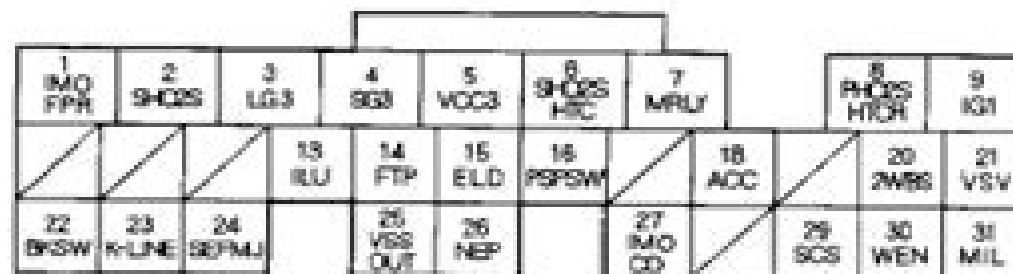 1 2 3 4 5 6 7 8 9
IMO FPR SHO2S LG3 SG3 VCC3 SHO2S HTC MRLY PHO2S HTCR IG1
13 14 15 16 18 20 21
ILU FTP ELD PSPSW ACC 2WBS VSV
22 23 24 25 26 27 29 30 31
BKSW K-LINE SEFMJ VSS OUT NEP IMO CD SCS WEN MIL